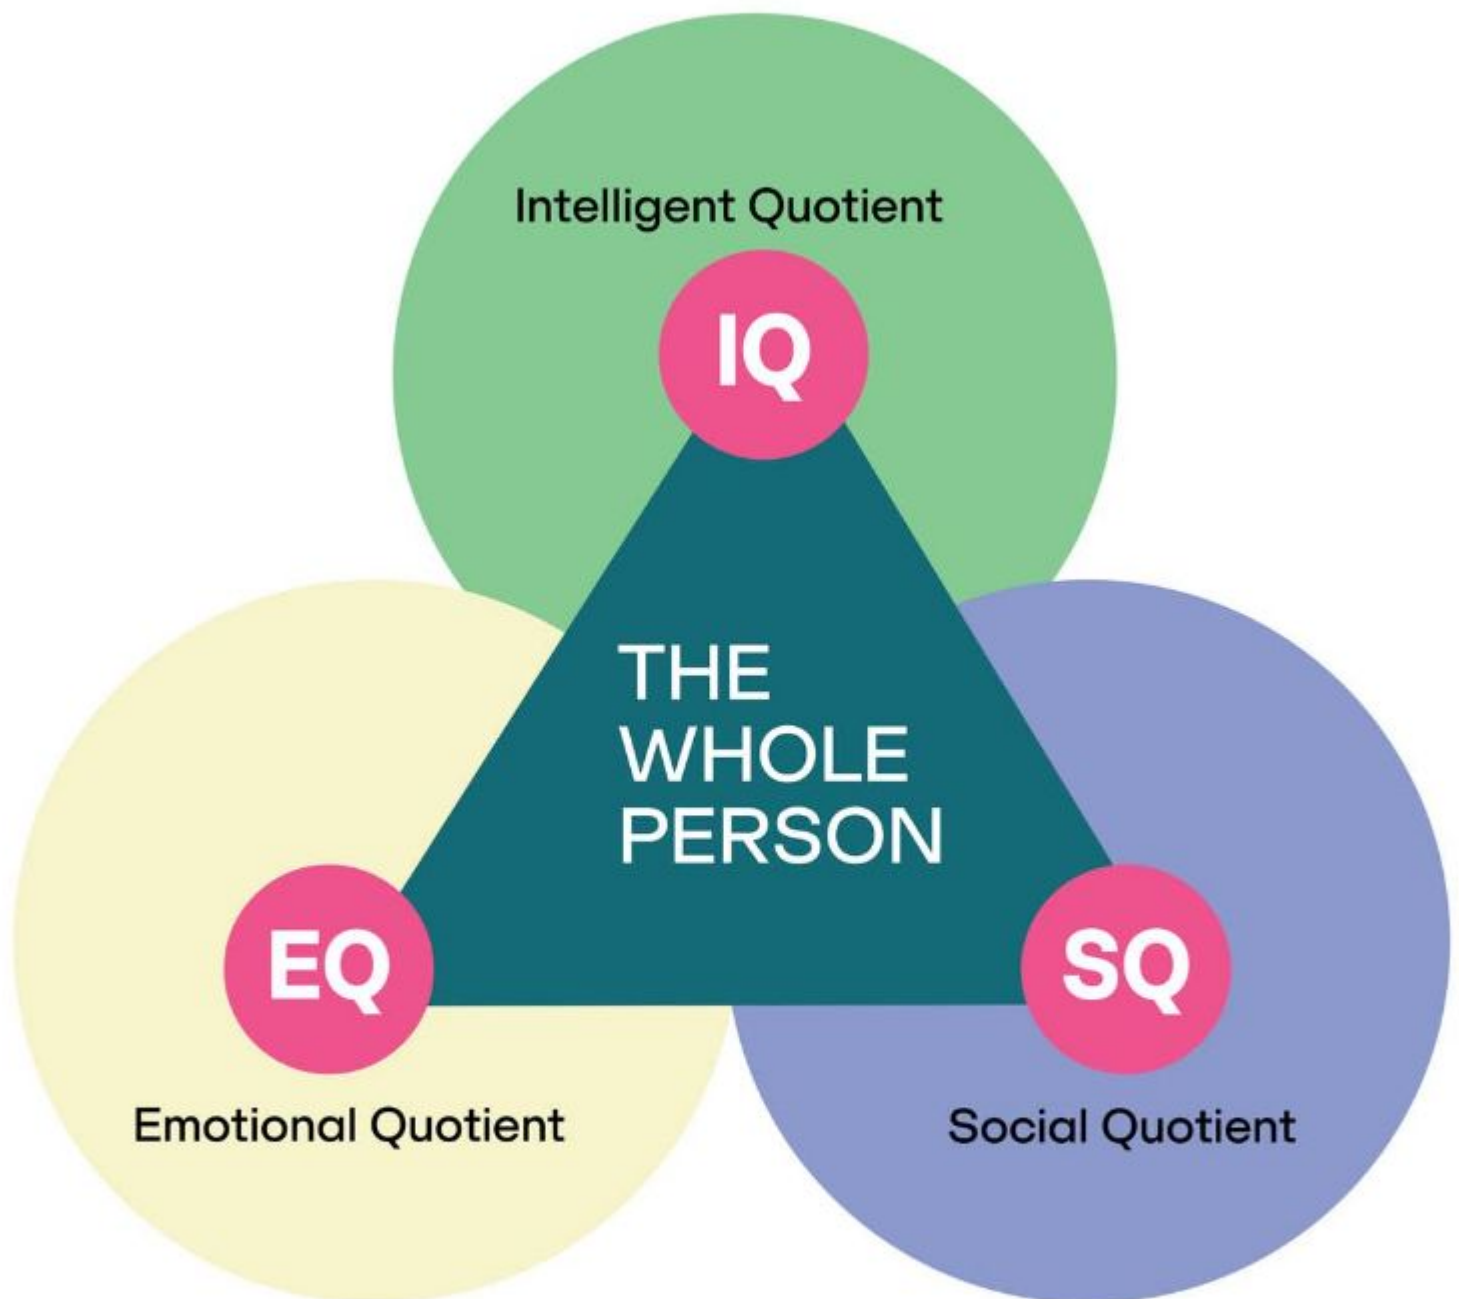 Intelligent Quotient
IQ
THE
WHOLE
PERSON
EQ
SQ
Emotional Quotient
Social Quotient